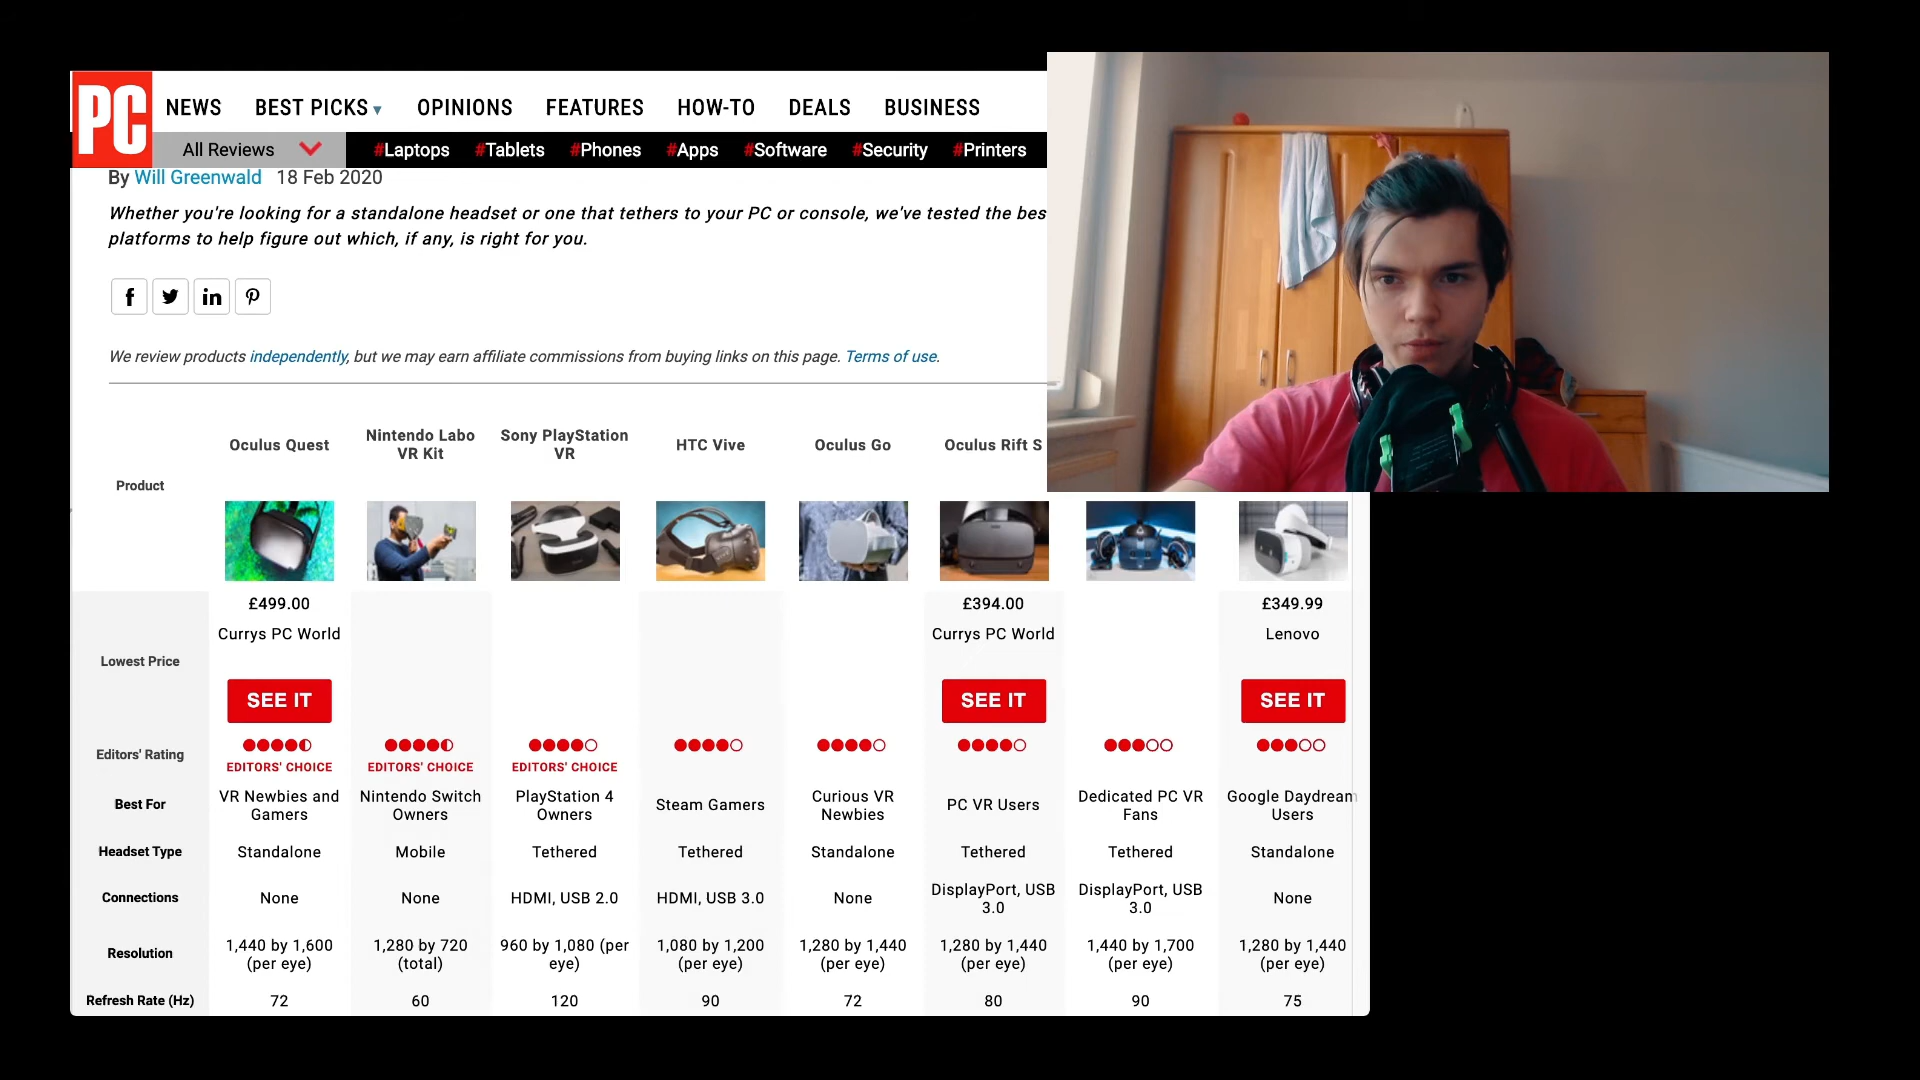 PC
NEWS BEST PICKS OPINIONS FEATURES HOW-TO DEALS BUSINESS
All Reviews #Laptops #Tablets #Phones #Apps #Software #Security #Printers
By Will Greenwald 18 Feb 2020
Whether you're looking for a standalone headset or one that tethers to your PC or console, we've tested the bes
platforms to help figure out which, if any, is right for you.
We review products independently, but we may earn affiliate commissions from buying links on this page. Terms of use.
Product
Oculus Quest
Nintendo Labo
VR Kit
Sony PlayStation
VR
HTC Vive
Oculus Go
Oculus Rift S
Lowest Price
£499.00
Currys PC World
SEE IT
£394.00
Currys PC World
SEE IT
£349.99
Lenovo
SEE IT
Editors' Rating
EDITORS' CHOICE
EDITORS' CHOICE
EDITORS' CHOICE
Best For
VR Newbies and
Gamers
Nintendo Switch
Owners
PlayStation 4
Owners
Steam Gamers
Curious VR
Newbies
PC VR Users
Dedicated PC VR
Fans
Google Daydream
Users
Headset Type Standalone Mobile Tethered Tethered Standalone Tethered Tethered Standalone
Connections
None
None
HDMI, USB 2.0
HDMI, USB 3.0
None
DisplayPort, USB
3.0
DisplayPort, USB
3.0
None
Resolution
1,440 by 1,600
(per eye)
1,280 by 720
(total)
960 by 1,080 (per
eye)
1,080 by 1,200
(per eye)
1,280 by 1,440
(per eye)
1,280 by 1,440
(per eye)
1,440 by 1,700
(per eye)
1,280 by 1,440
(per eye)
Refresh Rate (Hz) 72 60 120 90 72 80 90 75